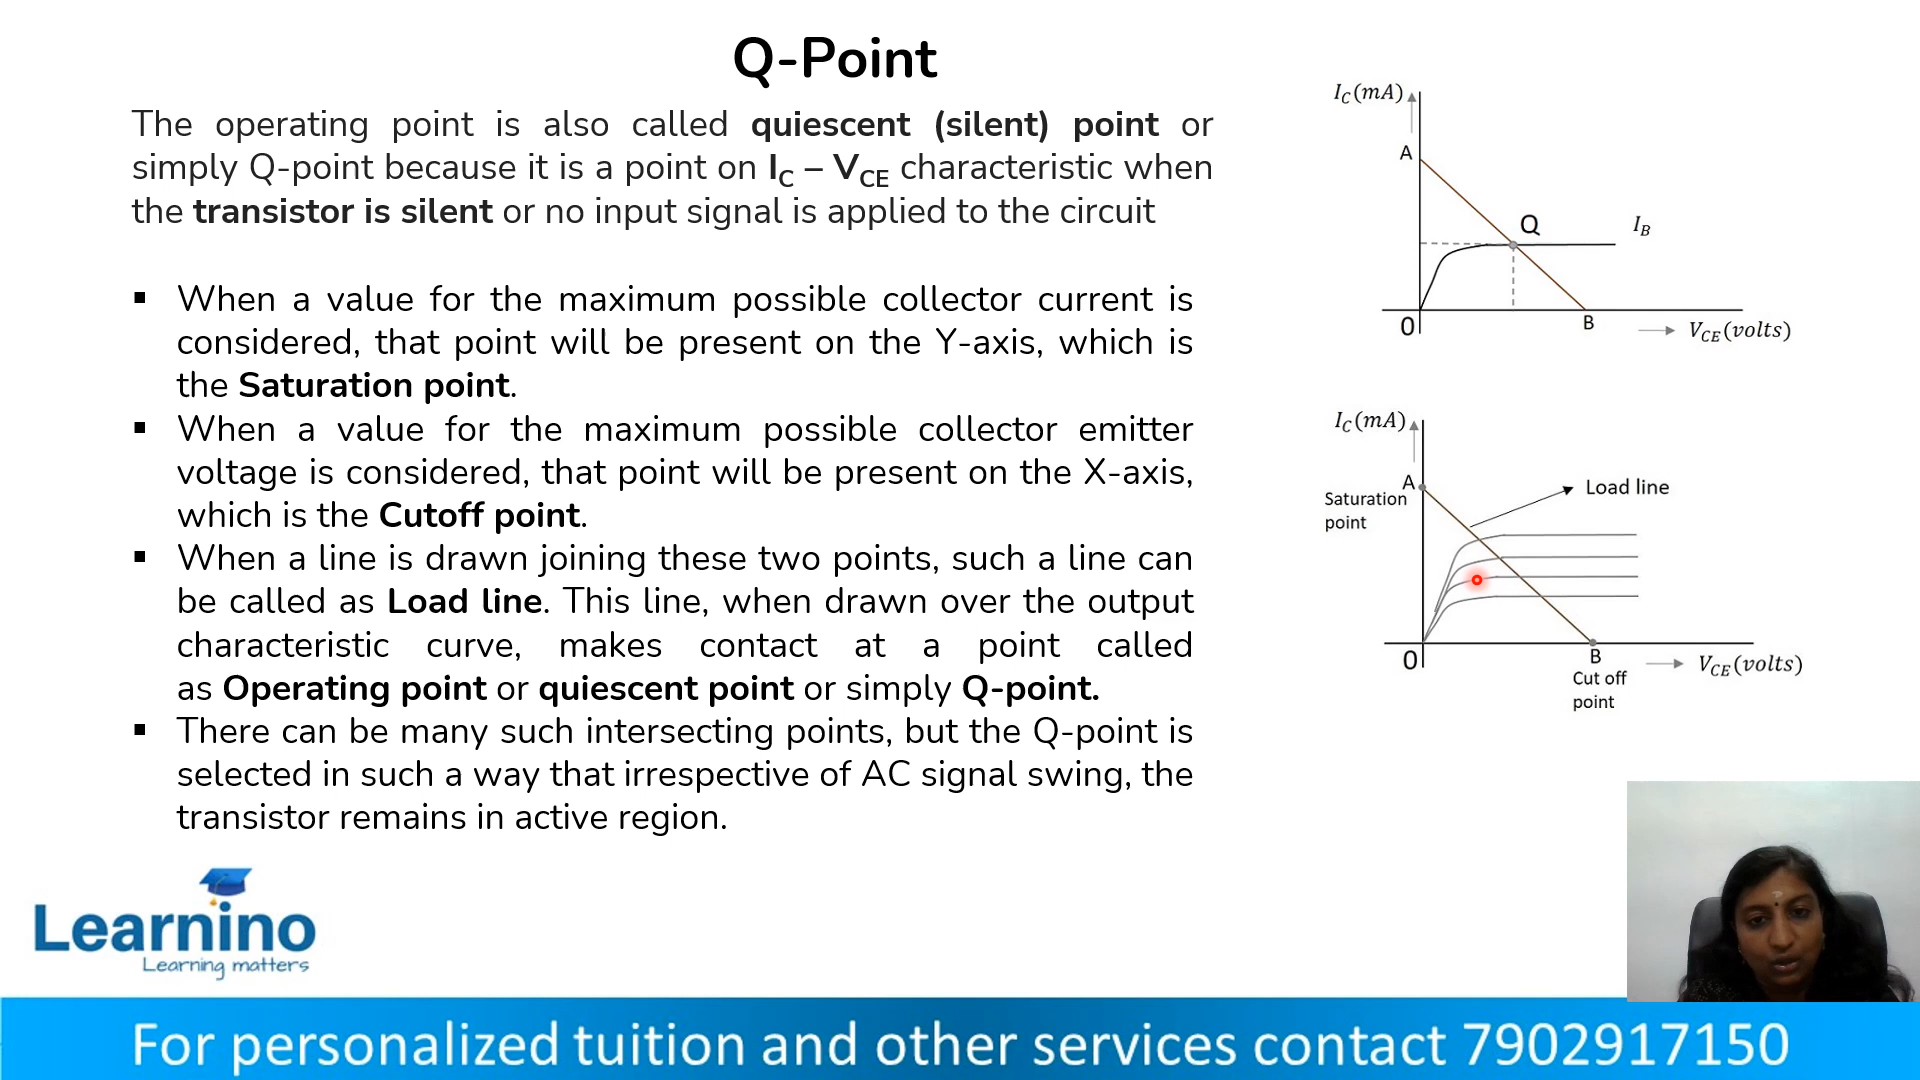 Q-Point
The operating point is also called quiescent (silent) point or
simply Q-point because it is a point on I_C – V_CE characteristic when
the transistor is silent or no input signal is applied to the circuit
▪ When a value for the maximum possible collector current is
considered, that point will be present on the Y-axis, which is
the Saturation point.
▪ When a value for the maximum possible collector emitter
voltage is considered, that point will be present on the X-axis,
which is the Cutoff point.
▪ When a line is drawn joining these two points, such a line can
be called as Load line. This line, when drawn over the output
characteristic curve, makes contact at a point called
as Operating point or quiescent point or simply Q-point.
▪ There can be many such intersecting points, but the Q-point is
selected in such a way that irrespective of AC signal swing, the
transistor remains in active region.
I_C(mA)
A
Q
I_B
0
B
V_CE(volts)
I_C(mA)
A
Saturation
point
Load line
0
B
Cut off
point
V_CE(volts)
Learnino
Learning matters
For personalized tuition and other services contact 7902917150